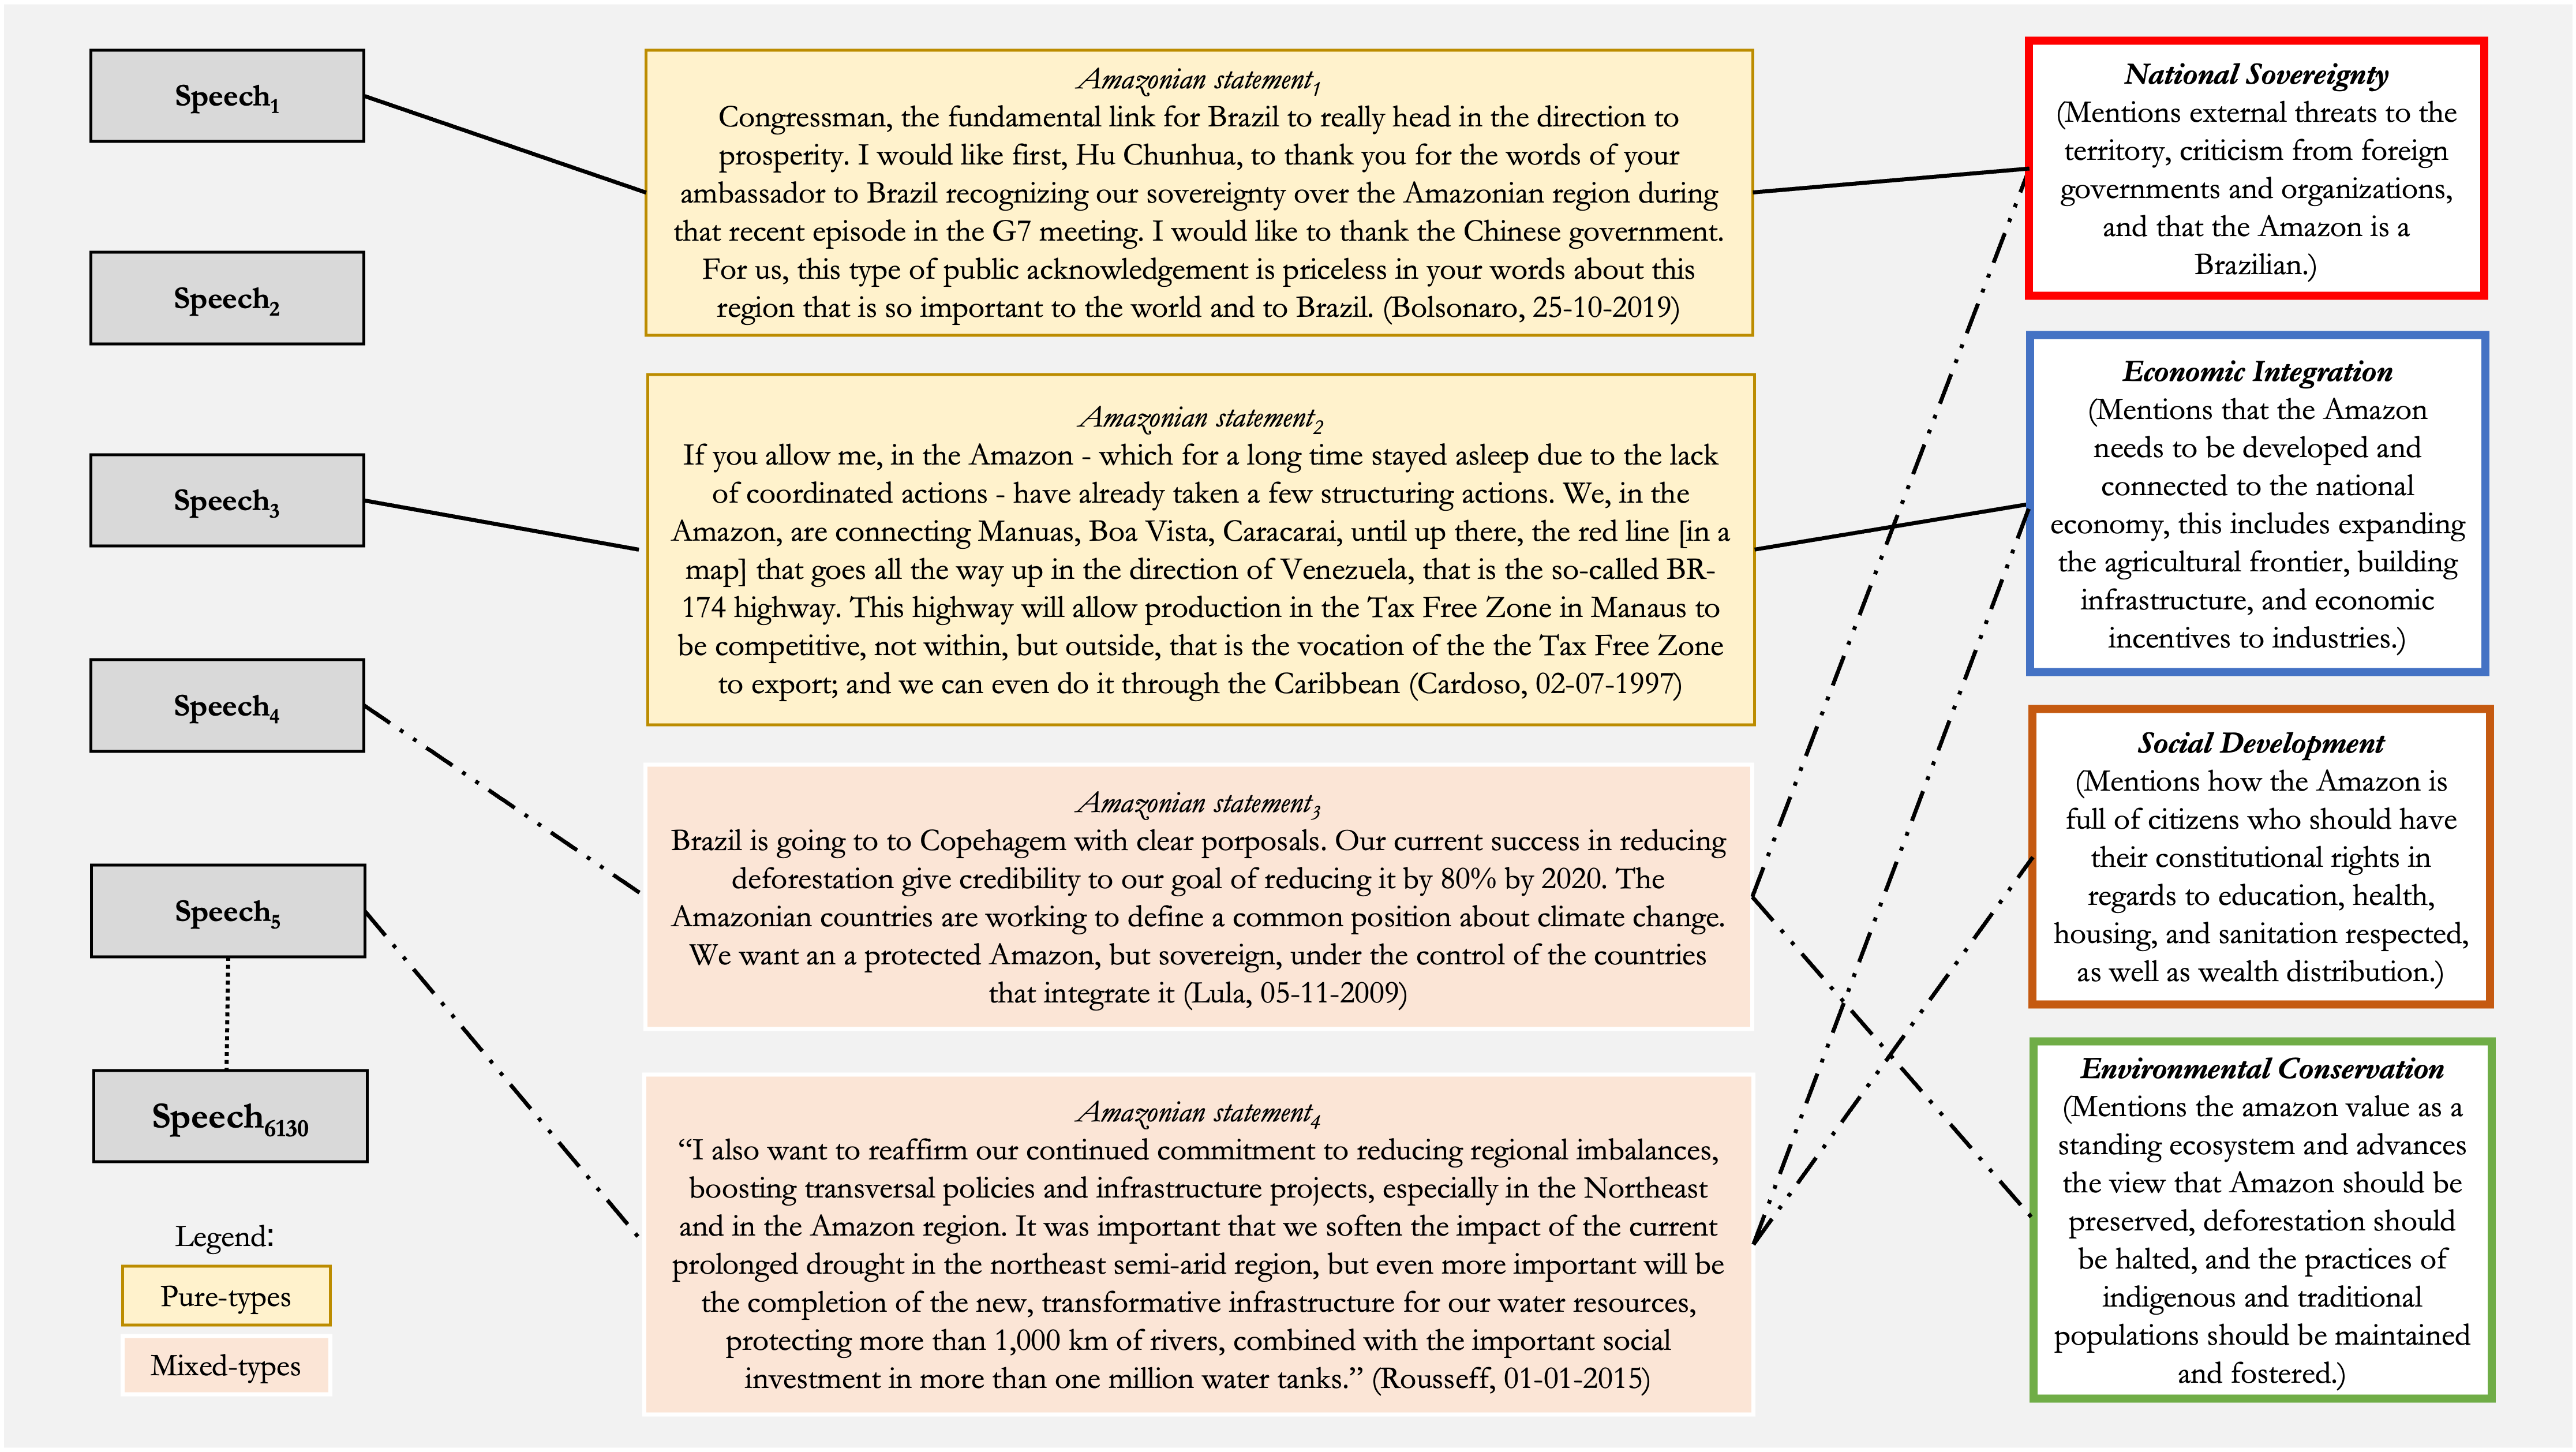 Speech1
Speech2
Speech3
Speech4
Speech5
Speech6130
Legend:
Pure-types
Mixed-types
Amazonian statement1
Congressman, the fundamental link for Brazil to really head in the direction to
prosperity. I would like first, Hu Chunhua, to thank you for the words of your
ambassador to Brazil recognizing our sovereignty over the Amazonian region during
that recent episode in the G7 meeting. I would like to thank the Chinese government.
For us, this type of public acknowledgement is priceless in your words about this
region that is so important to the world and to Brazil. (Bolsonaro, 25-10-2019)
Amazonian statement2
If you allow me, in the Amazon - which for a long time stayed asleep due to the lack
of coordinated actions - have already taken a few structuring actions. We, in the
Amazon, are connecting Manuas, Boa Vista, Caracarai, until up there, the red line [in a
map] that goes all the way up in the direction of Venezuela, that is the so-called BR-
174 highway. This highway will allow production in the Tax Free Zone in Manaus to
be competitive, not within, but outside, that is the vocation of the the Tax Free Zone
to export; and we can even do it through the Caribbean (Cardoso, 02-07-1997)
Amazonian statement3
Brazil is going to to Copehagem with clear porposals. Our current success in reducing
deforestation give credibility to our goal of reducing it by 80% by 2020. The
Amazonian countries are working to define a common position about climate change.
We want an a protected Amazon, but sovereign, under the control of the countries
that integrate it (Lula, 05-11-2009)
Amazonian statement4
“I also want to reaffirm our continued commitment to reducing regional imbalances,
boosting transversal policies and infrastructure projects, especially in the Northeast
and in the Amazon region. It was important that we soften the impact of the current
prolonged drought in the northeast semi-arid region, but even more important will be
the completion of the new, transformative infrastructure for our water resources,
protecting more than 1,000 km of rivers, combined with the important social
investment in more than one million water tanks.” (Rousseff, 01-01-2015)
National Sovereignty
(Mentions external threats to the
territory, criticism from foreign
governments and organizations,
and that the Amazon is a
Brazilian.)
Economic Integration
(Mentions that the Amazon
needs to be developed and
connected to the national
economy, this includes expanding
the agricultural frontier, building
infrastructure, and economic
incentives to industries.)
Social Development
(Mentions how the Amazon is
full of citizens who should have
their constitutional rights in
regards to education, health,
housing, and sanitation respected,
as well as wealth distribution.)
Environmental Conservation
(Mentions the amazon value as a
standing ecosystem and advances
the view that Amazon should be
preserved, deforestation should
be halted, and the practices of
indigenous and traditional
populations should be maintained
and fostered.)